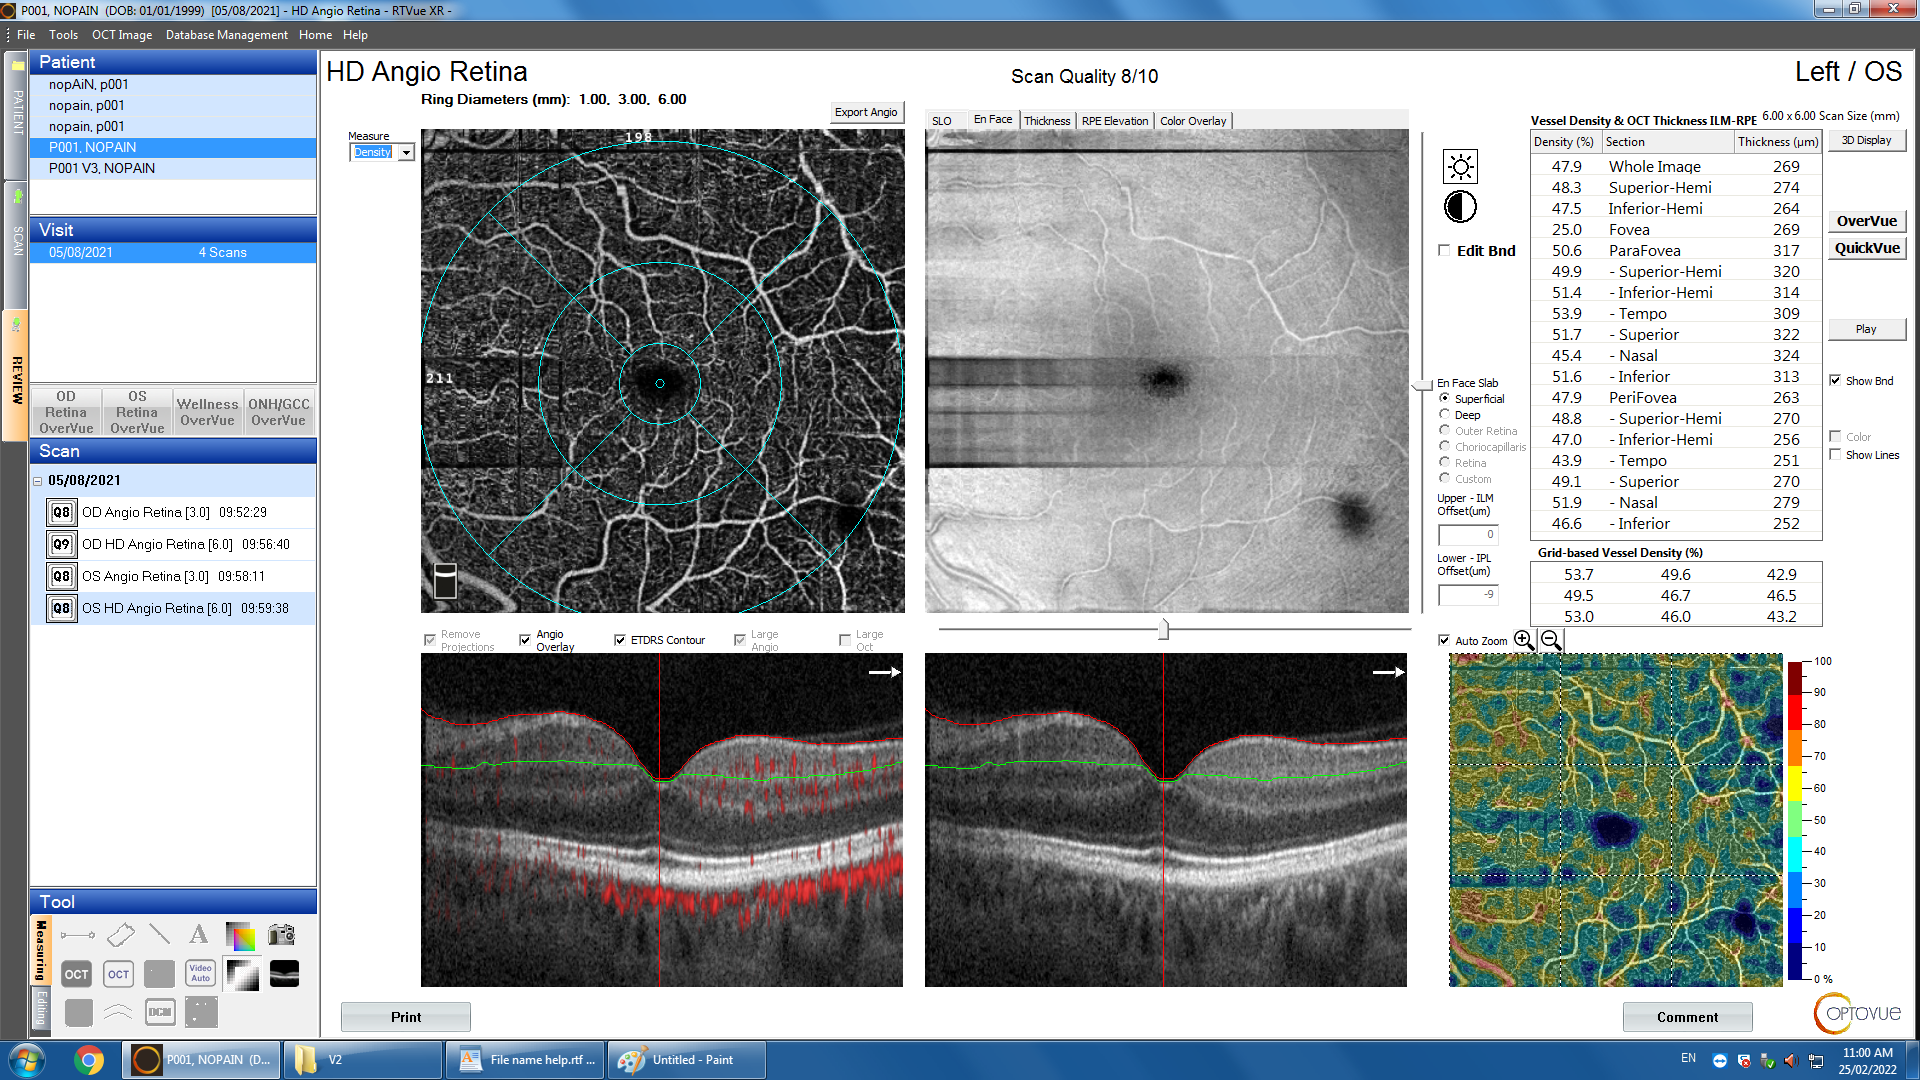 P001, NOPAIN (DOB: 01/01/1999) [05/08/2021] - HD Angio Retina - RTVue XR -
File Tools OCT Image Database Management Home Help
PATIENT
SCAN
REVIEW
Patient
nopAiN, p001
nopain, p001
nopain, p001
P001, NOPAIN
P001 V3, NOPAIN
Visit
05/08/2021 4 Scans
OD Retina OverVue
OS Retina OverVue
Wellness OverVue
ONH/GCC OverVue
Scan
05/08/2021
Q8 OD Angio Retina [3.0] 09:52:29
Q9 OD HD Angio Retina [6.0] 09:56:40
Q8 OS Angio Retina [3.0] 09:58:11
Q8 OS HD Angio Retina [6.0] 09:59:38
Tool
Measuring
Editing
A
OCT OCT Video Auto
DCM
HD Angio Retina
Scan Quality 8/10
Left / OS
Ring Diameters (mm): 1.00, 3.00, 6.00
Export Angio
Measure
Density
198
211
SLO En Face Thickness RPE Elevation Color Overlay
Edit Bnd
En Face Slab
Superficial
Deep
Outer Retina
Choriocapillaris
Retina
Custom
Upper - ILM
Offset(um)
0
Lower - IPL
Offset(um)
-9
Vessel Density & OCT Thickness ILM-RPE 6.00 x 6.00 Scan Size (mm)
Density (%) Section Thickness (µm)
47.9 Whole Image 269
48.3 Superior-Hemi 274
47.5 Inferior-Hemi 264
25.0 Fovea 269
50.6 ParaFovea 317
49.9 - Superior-Hemi 320
51.4 - Inferior-Hemi 314
53.9 - Tempo 309
51.7 - Superior 322
45.4 - Nasal 324
51.6 - Inferior 313
47.9 PeriFovea 263
48.8 - Superior-Hemi 270
47.0 - Inferior-Hemi 256
43.9 - Tempo 251
49.1 - Superior 270
51.9 - Nasal 279
46.6 - Inferior 252
Grid-based Vessel Density (%)
53.7 49.6 42.9
49.5 46.7 46.5
53.0 46.0 43.2
3D Display
OverVue
QuickVue
Play
Show Bnd
Color
Show Lines
Remove Projections
Angio Overlay
ETDRS Contour
Large Angio
Large Oct
Auto Zoom
100
90
80
70
60
50
40
30
20
10
0 %
Print
Comment
OPTOVUE
P001, NOPAIN (D...
V2
File name help.rtf ...
Untitled - Paint
EN
11:00 AM
25/02/2022